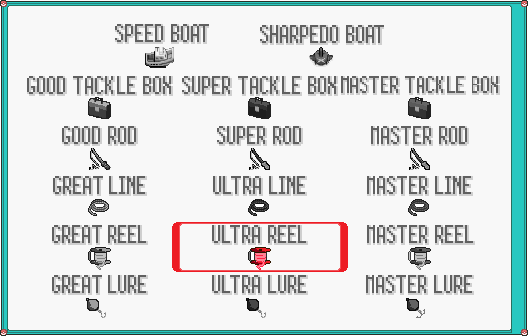 SPEED BOAT SHARPEDO BOAT
GOOD TACKLE BOX SUPER TACKLE BOX MASTER TACKLE BOX
GOOD ROD SUPER ROD MASTER ROD
GREAT LINE ULTRA LINE MASTER LINE
GREAT REEL ULTRA REEL MASTER REEL
GREAT LURE ULTRA LURE MASTER LURE